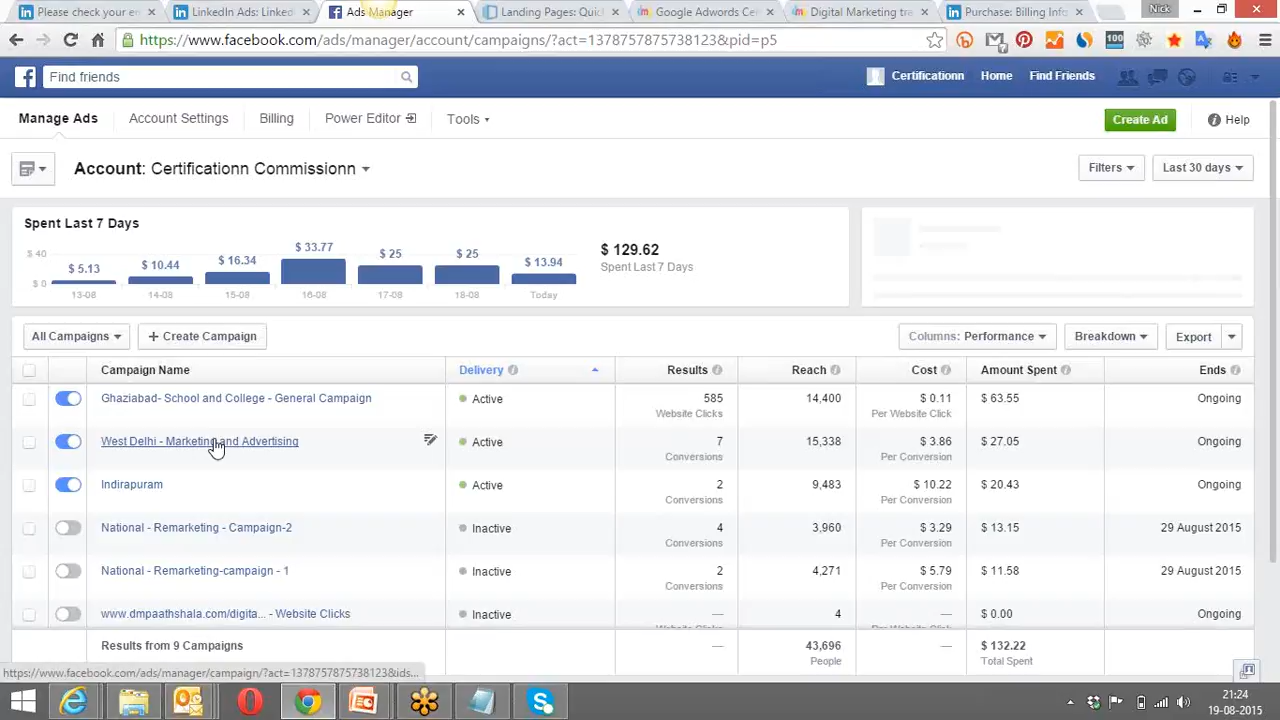 Please check your em
LinkedIn Ads: Linked
Ads Manager
Landing Pages: Quic
Google Adwords Ce
Digital Marketing tre
Purchase: Billing Info
Nick
https://www.facebook.com/ads/manager/account/campaigns/?act=1378757875738123&pid=p5
100
Find friends
Certificationn
Home
Find Friends
Manage Ads
Account Settings
Billing
Power Editor
Tools
Create Ad
Help
Account: Certificationn Commissionn
Filters
Last 30 days
Spent Last 7 Days
$ 40
$ 0
$ 5.13
$ 10.44
$ 16.34
$ 33.77
$ 25
$ 25
$ 13.94
13-08
14-08
15-08
16-08
17-08
18-08
Today
$ 129.62
Spent Last 7 Days
All Campaigns
+ Create Campaign
Columns: Performance
Breakdown
Export
Campaign Name
Delivery
Results
Reach
Cost
Amount Spent
Ends
Ghaziabad- School and College - General Campaign
Active
585
Website Clicks
14,400
$ 0.11
Per Website Click
$ 63.55
Ongoing
West Delhi - Marketing and Advertising
Active
7
Conversions
15,338
$ 3.86
Per Conversion
$ 27.05
Ongoing
Indirapuram
Active
2
Conversions
9,483
$ 10.22
Per Conversion
$ 20.43
Ongoing
National - Remarketing - Campaign-2
Inactive
4
Conversions
3,960
$ 3.29
Per Conversion
$ 13.15
29 August 2015
National - Remarketing-campaign - 1
Inactive
2
Conversions
4,271
$ 5.79
Per Conversion
$ 11.58
29 August 2015
www.dmpaathshala.com/digita... - Website Clicks
Inactive
—
Website Clicks
4
—
Per Website Click
$ 0.00
Ongoing
Results from 9 Campaigns
—
43,696
People
—
$ 132.22
Total Spent
https://www.facebook.com/ads/manager/campaign/?act=1378757875738123&ids...
21:24
19-08-2015